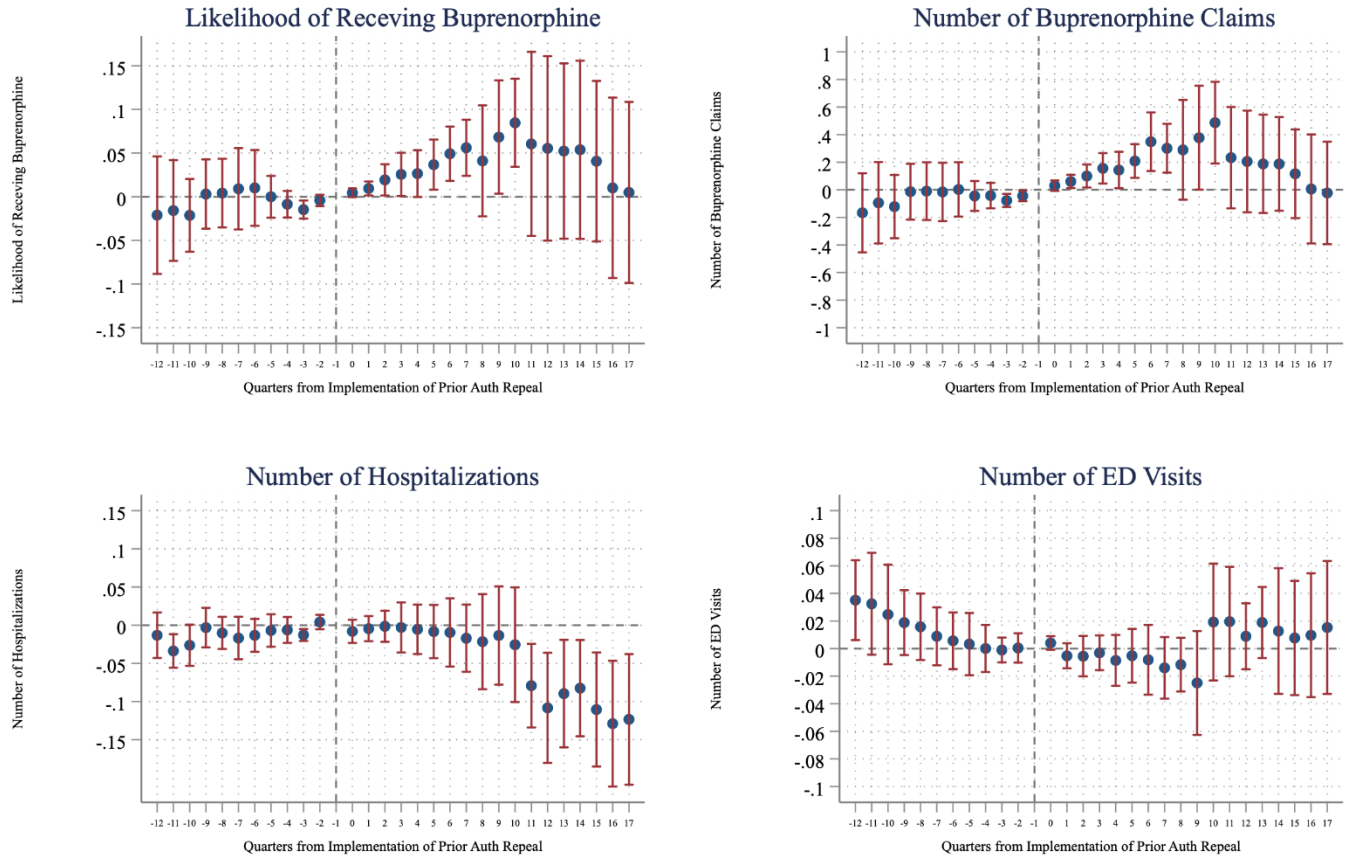 Likelihood of Receving Buprenorphine
Likelihood of Receving Buprenorphine
.15
.1
.05
0
-.05
-.1
-.15
-12 -11 -10 -9 -8 -7 -6 -5 -4 -3 -2 -1 0 1 2 3 4 5 6 7 8 9 10 11 12 13 14 15 16 17
Quarters from Implementation of Prior Auth Repeal
Number of Buprenorphine Claims
Number of Buprenorphine Claims
1
.8
.6
.4
.2
0
-.2
-.4
-.6
-.8
-1
-12 -11 -10 -9 -8 -7 -6 -5 -4 -3 -2 -1 0 1 2 3 4 5 6 7 8 9 10 11 12 13 14 15 16 17
Quarters from Implementation of Prior Auth Repeal
Number of Hospitalizations
Number of Hospitalizations
.15
.1
.05
0
-.05
-.1
-.15
-12 -11 -10 -9 -8 -7 -6 -5 -4 -3 -2 -1 0 1 2 3 4 5 6 7 8 9 10 11 12 13 14 15 16 17
Quarters from Implementation of Prior Auth Repeal
Number of ED Visits
Number of ED Visits
.1
.08
.06
.04
.02
0
-.02
-.04
-.06
-.08
-.1
-12 -11 -10 -9 -8 -7 -6 -5 -4 -3 -2 -1 0 1 2 3 4 5 6 7 8 9 10 11 12 13 14 15 16 17
Quarters from Implementation of Prior Auth Repeal